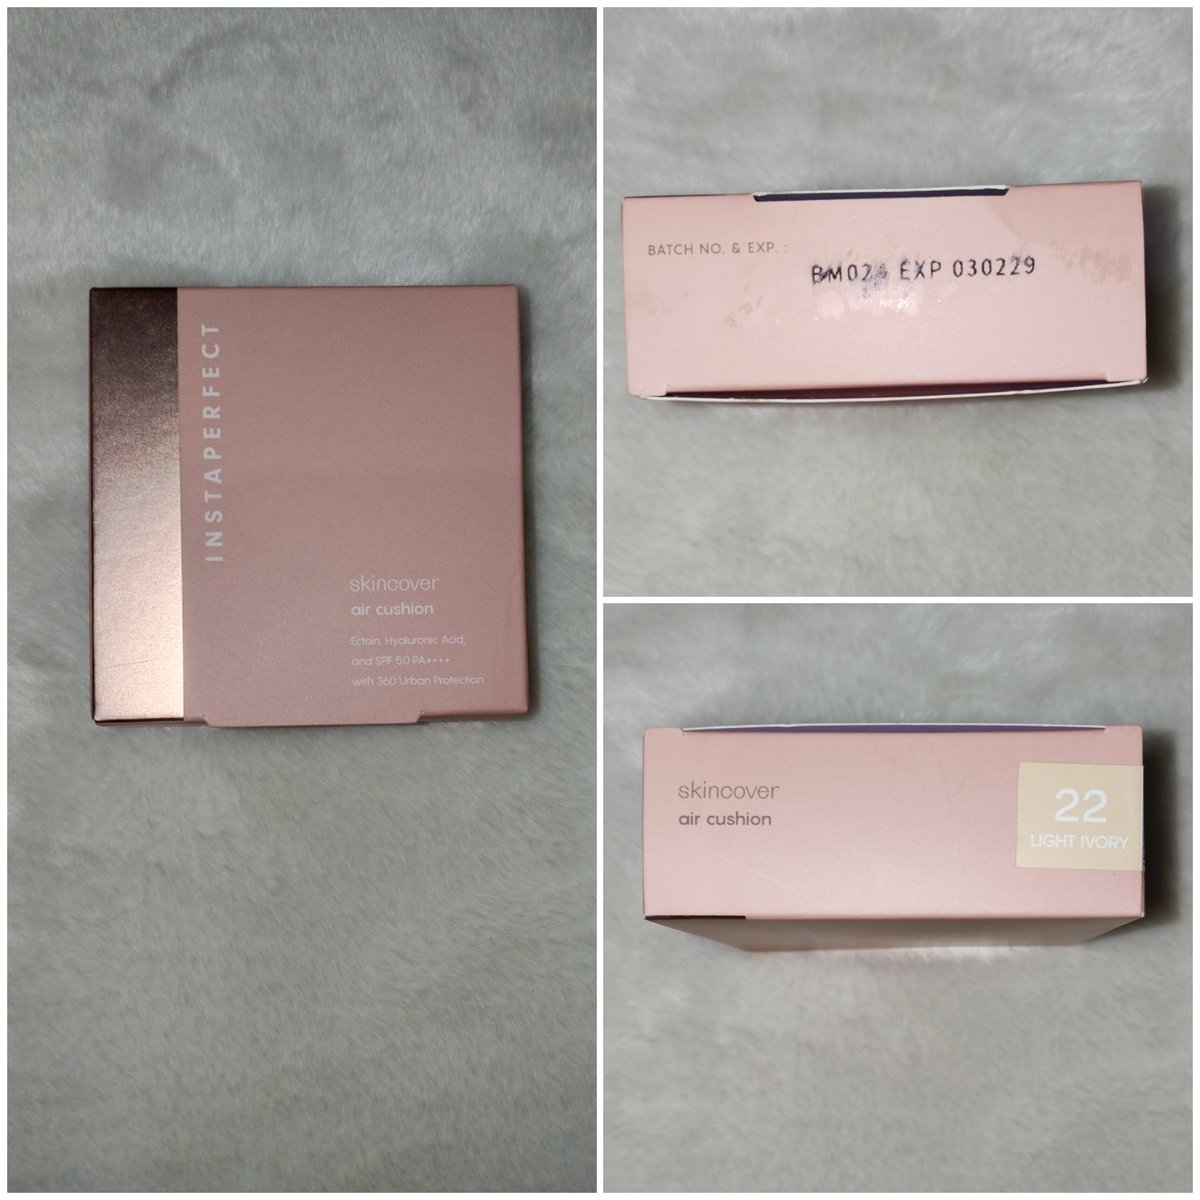 INSTAPERFECT
skincover
air cushion
Ectoin, Hyaluronic Acid,
and SPF 50 PA++++
with 360 Urban Protection
BATCH NO. & EXP. :
EXP 030229
skincover
air cushion
22
LIGHT IVORY